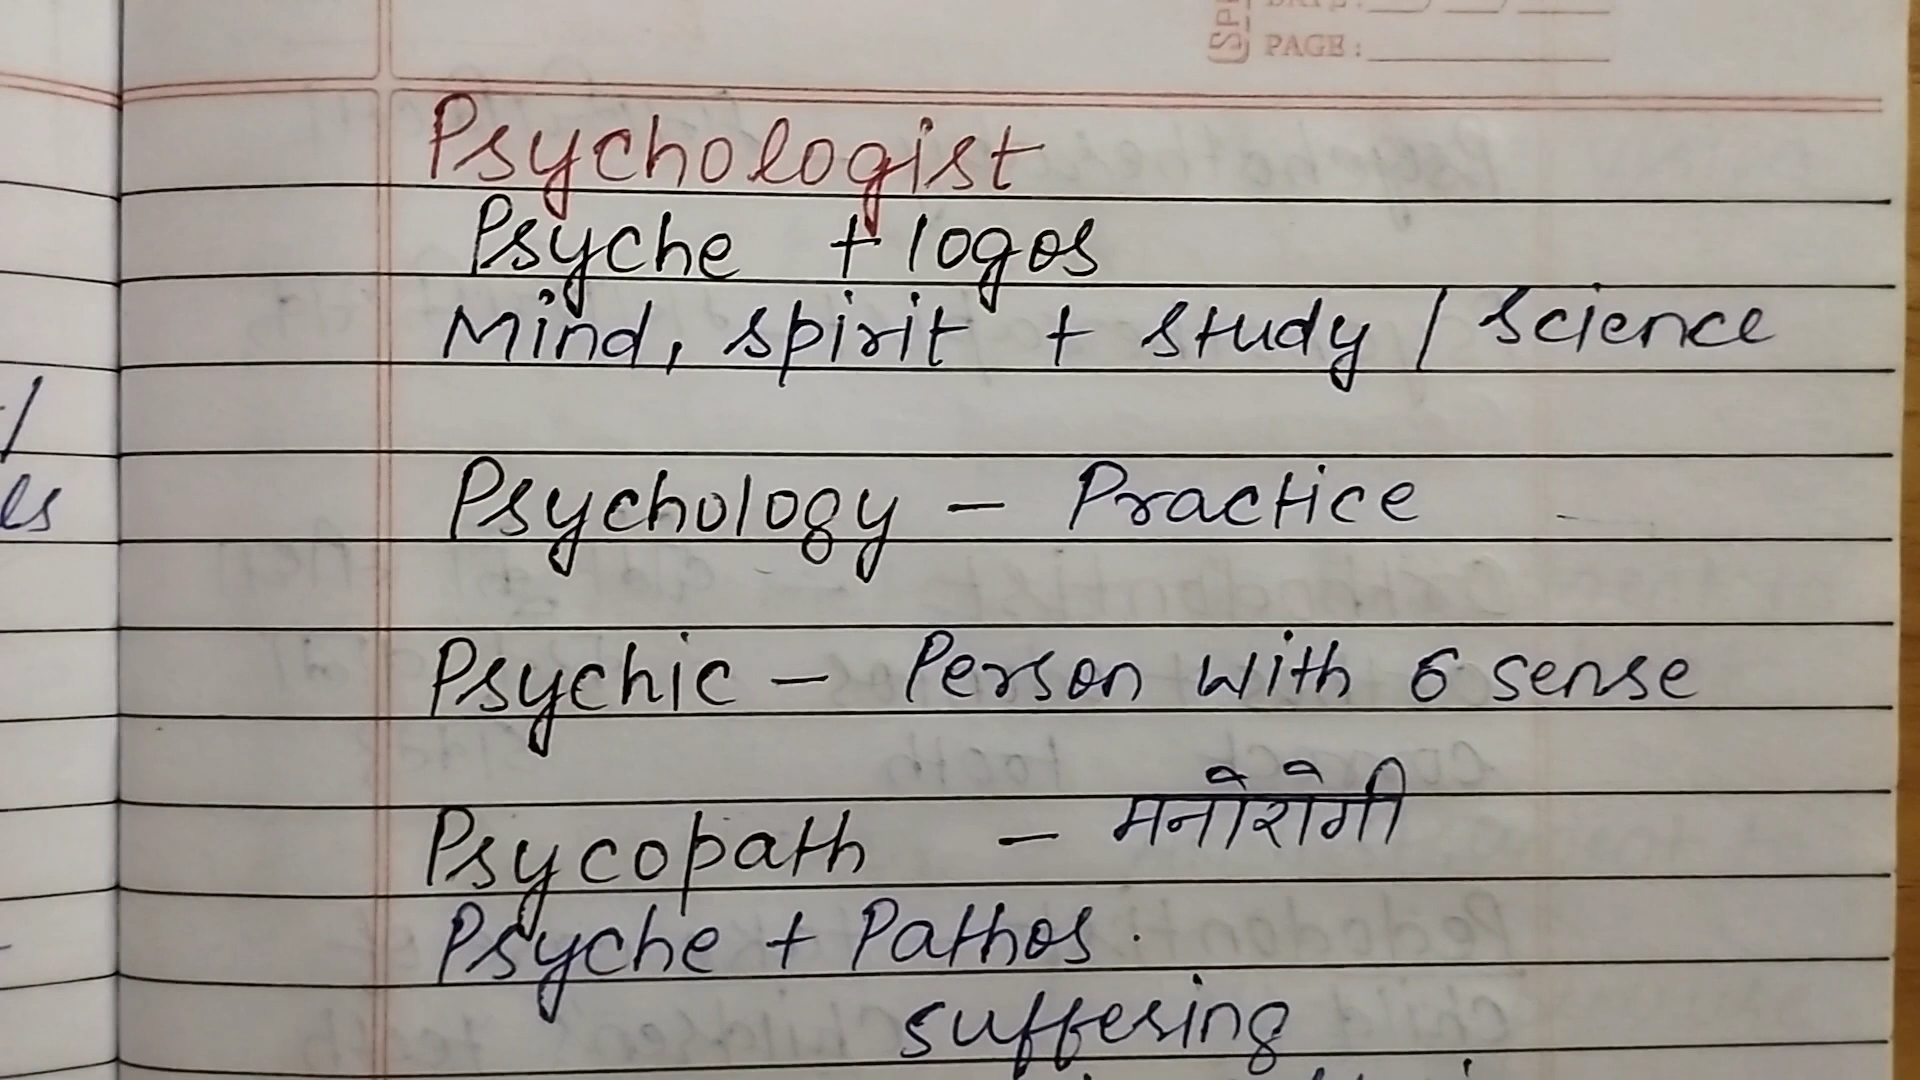 PAGE:
Psychologist
Psyche + logos
Mind, spirit + study / science
Psychology - Practice
Psychic - Person with 6 sense
Psycopath - मनोरोगी
Psyche + Pathos.
suffering
es